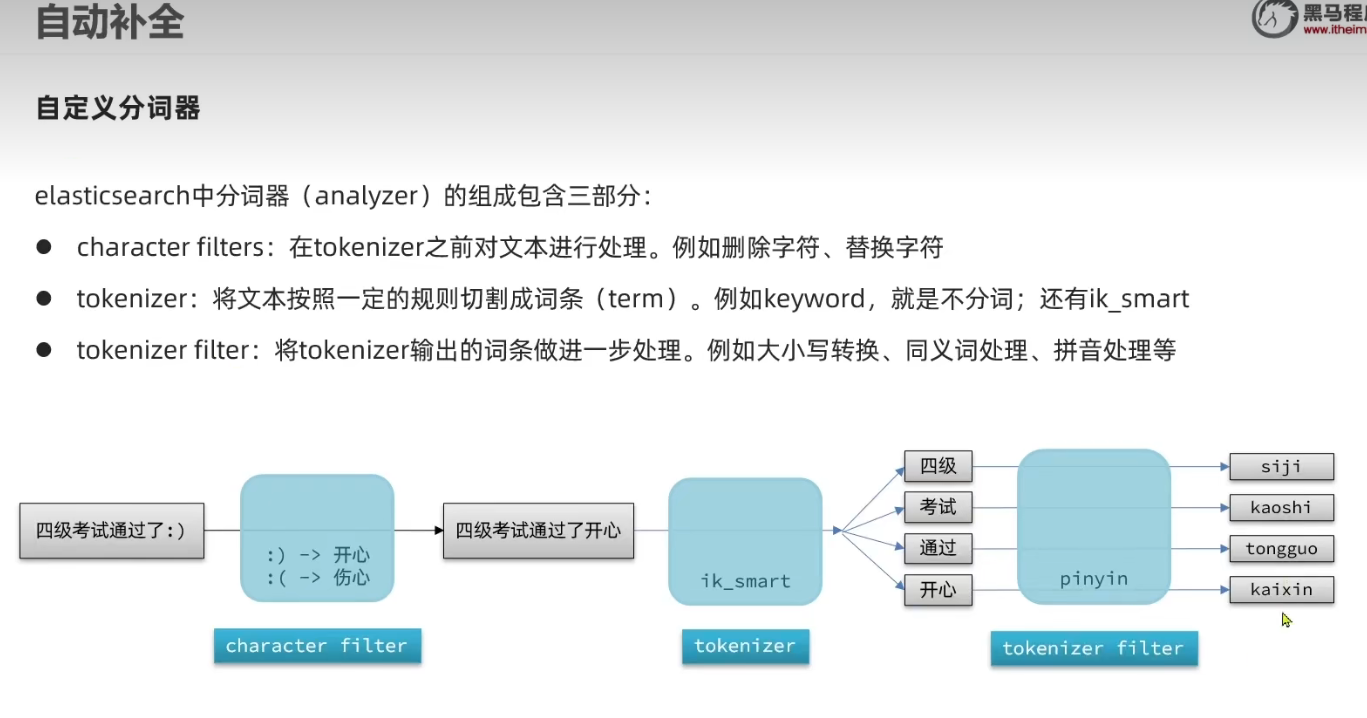 自动补全
黑马程
www.itheim
自定义分词器
elasticsearch中分词器（analyzer）的组成包含三部分：
● character filters：在tokenizer之前对文本进行处理。例如删除字符、替换字符
● tokenizer：将文本按照一定的规则切割成词条（term）。例如keyword，就是不分词；还有ik_smart
● tokenizer filter：将tokenizer输出的词条做进一步处理。例如大小写转换、同义词处理、拼音处理等
四级考试通过了:)
:) -> 开心
:( -> 伤心
character filter
四级考试通过了开心
ik_smart
tokenizer
四级
考试
通过
开心
pinyin
tokenizer filter
siji
kaoshi
tongguo
kaixin